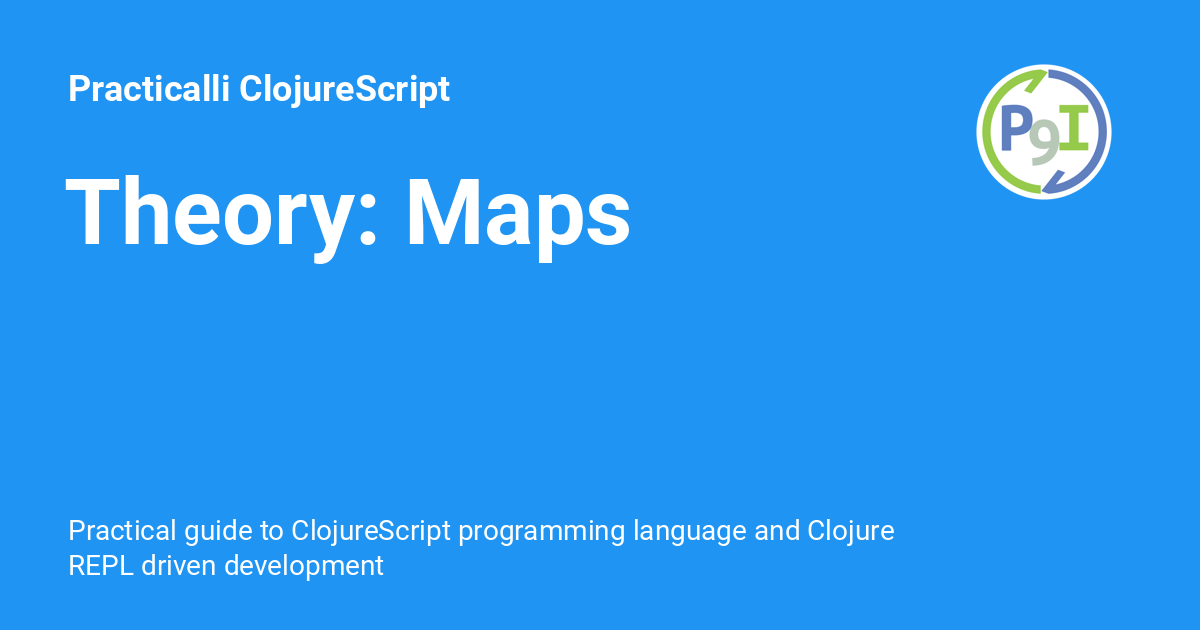 Practicalli ClojureScript
P9I
Theory: Maps
Practical guide to ClojureScript programming language and Clojure
REPL driven development